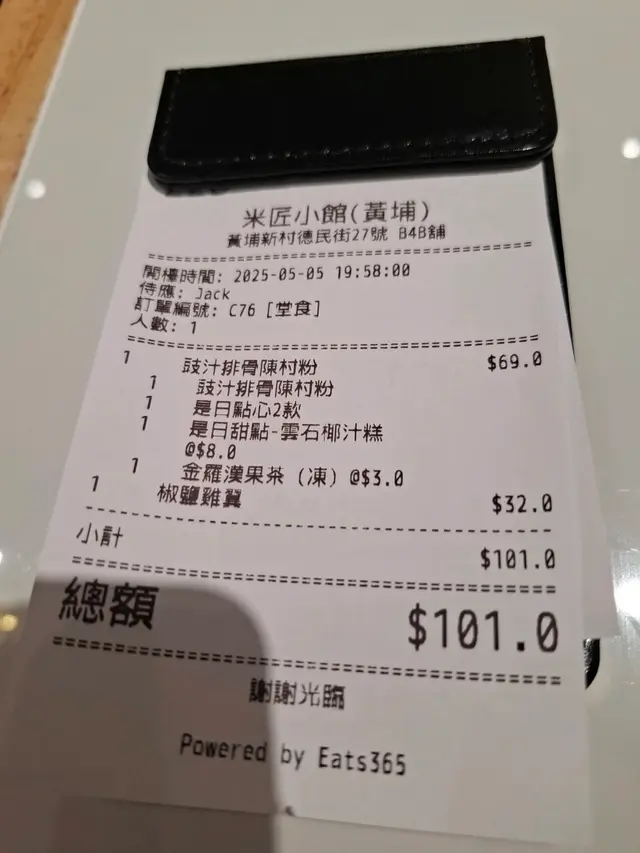 米匠小館(黃埔)
黃埔新村德民街27號 B4B舖
開檯時間: 2025-05-05 19:58:00
侍應: Jack
訂單編號: C76 [堂食]
人數: 1
1 豉汁排骨陳村粉 $69.0
1 豉汁排骨陳村粉
1 是日點心2款
1 是日甜點-雲石椰汁糕
@$8.0
1 金羅漢果茶 (凍) @$3.0
1 椒鹽雞翼 $32.0
小計 $101.0
總額 $101.0
謝謝光臨
Powered by Eats365